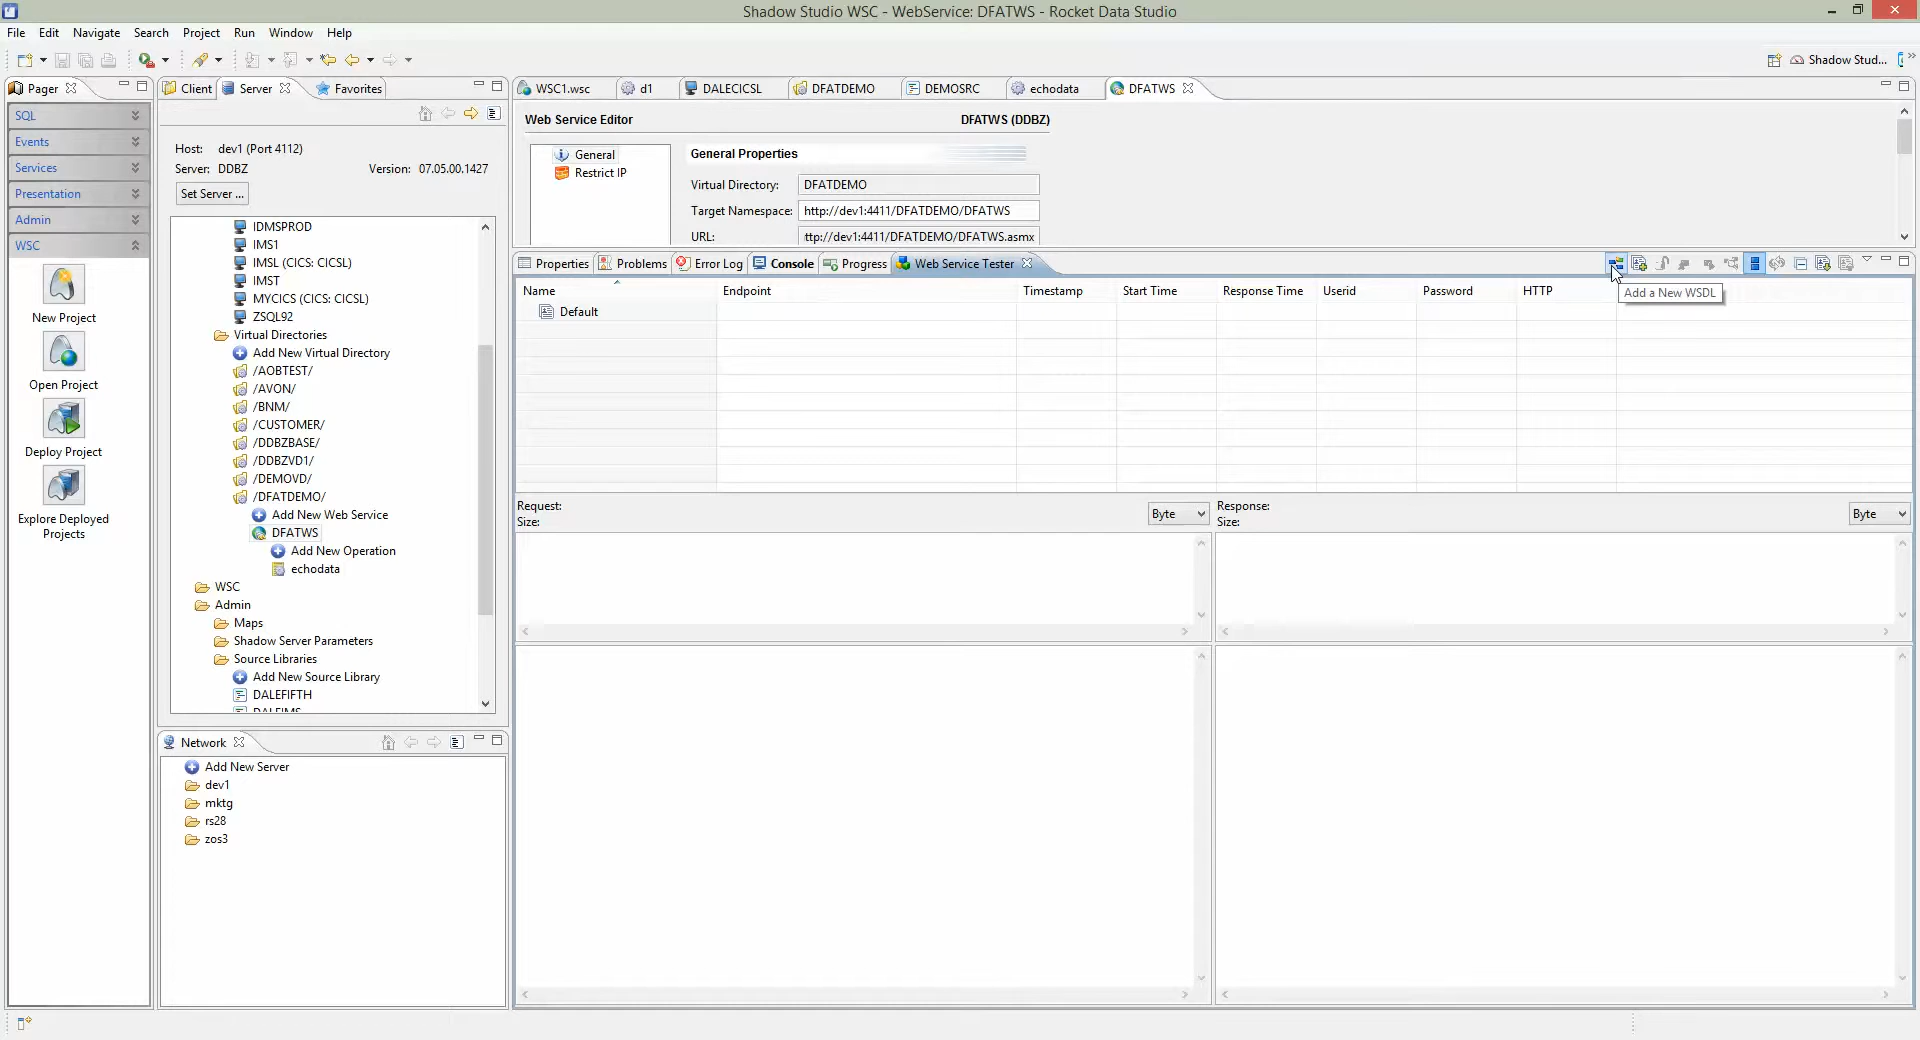 Shadow Studio WSC - WebService: DFATWS - Rocket Data Studio
File Edit Navigate Search Project Run Window Help
Shadow Stud...
Pager
SQL
Events
Services
Presentation
Admin
WSC
New Project
Open Project
Deploy Project
Explore Deployed
Projects
Client Server Favorites
Host: dev1 (Port 4112)
Server: DDBZ Version: 07.05.00.1427
Set Server ...
IDMSPROD
IMS1
IMSL (CICS: CICSL)
IMST
MYCICS (CICS: CICSL)
ZSQL92
Virtual Directories
Add New Virtual Directory
/AOBTEST/
/AVON/
/BNM/
/CUSTOMER/
/DDBZBASE/
/DDBZVD1/
/DEMOVD/
/DFATDEMO/
Add New Web Service
DFATWS
Add New Operation
echodata
WSC
Admin
Maps
Shadow Server Parameters
Source Libraries
Add New Source Library
DALEFIFTH
DALEIMS
Network
Add New Server
dev1
mktg
rs28
zos3
WSC1.wsc d1 DALECICSL DFATDEMO DEMOSRC echodata DFATWS
Web Service Editor DFATWS (DDBZ)
General
Restrict IP
General Properties
Virtual Directory: DFATDEMO
Target Namespace: http://dev1:4411/DFATDEMO/DFATWS
URL: ttp://dev1:4411/DFATDEMO/DFATWS.asmx
Properties Problems Error Log Console Progress Web Service Tester
Add a New WSDL
Name Endpoint Timestamp Start Time Response Time Userid Password HTTP
Default
Request:
Size:
Byte
Response:
Size:
Byte